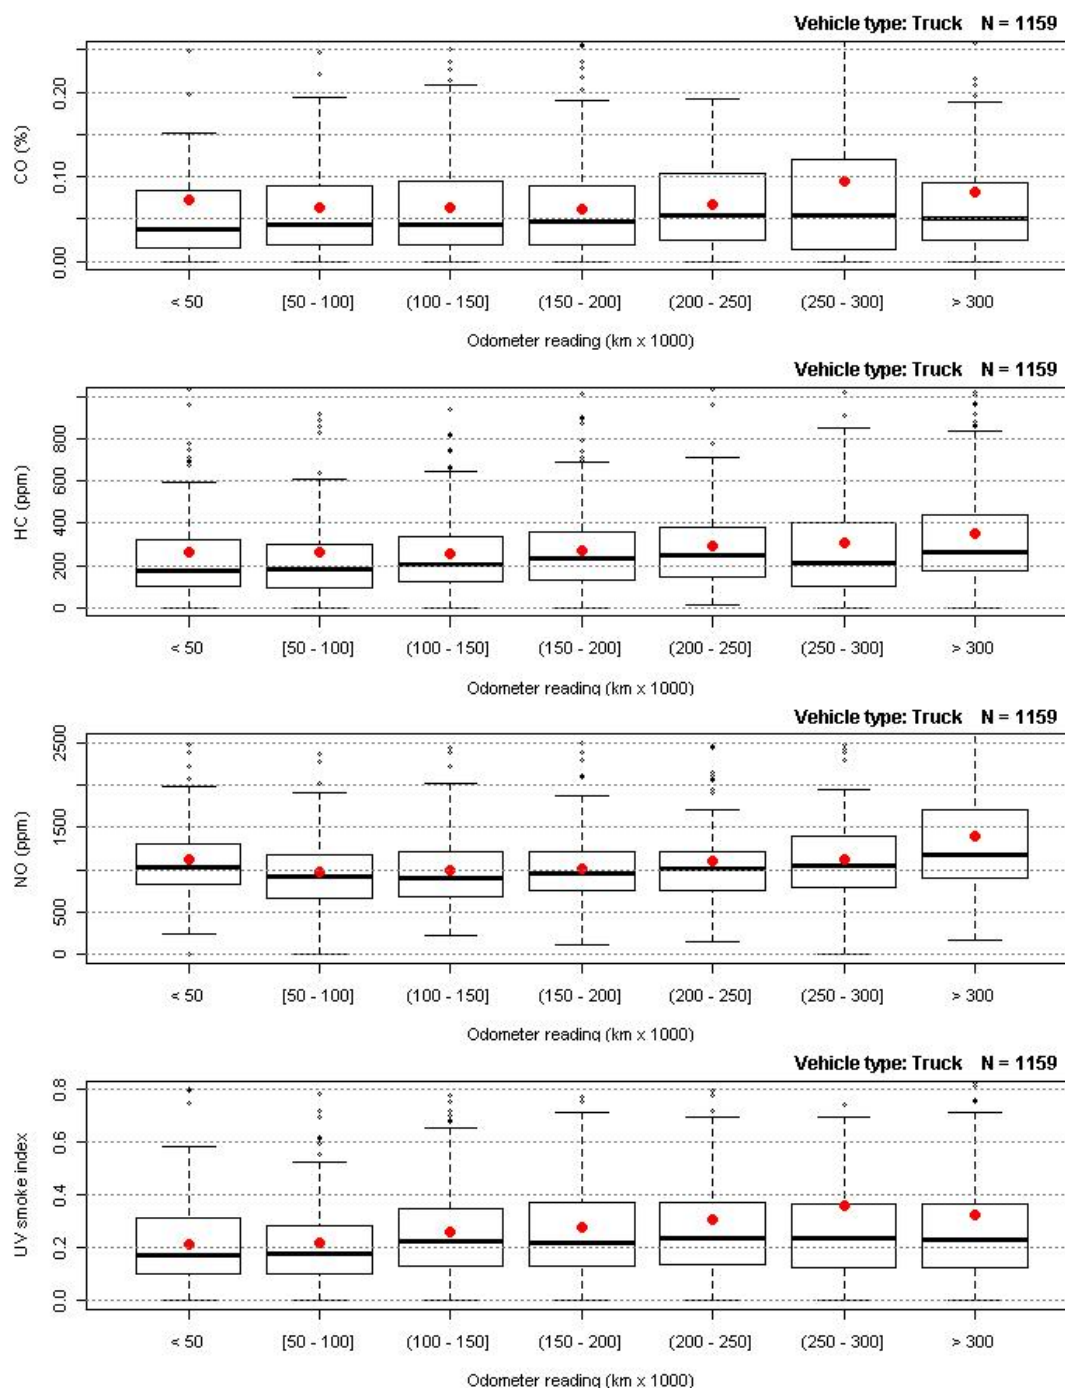 Vehicle type: Truck N = 1159
CO (%)
0.20
0.10
0.00
< 50 [50 - 100] (100 - 150] (150 - 200] (200 - 250] (250 - 300] > 300
Odometer reading (km x 1000)
Vehicle type: Truck N = 1159
HC (ppm)
800
600
400
200
0
< 50 [50 - 100] (100 - 150] (150 - 200] (200 - 250] (250 - 300] > 300
Odometer reading (km x 1000)
Vehicle type: Truck N = 1159
NO (ppm)
2500
1500
500
0
< 50 [50 - 100] (100 - 150] (150 - 200] (200 - 250] (250 - 300] > 300
Odometer reading (km x 1000)
Vehicle type: Truck N = 1159
UV smoke index
0.8
0.6
0.4
0.2
0.0
< 50 [50 - 100] (100 - 150] (150 - 200] (200 - 250] (250 - 300] > 300
Odometer reading (km x 1000)